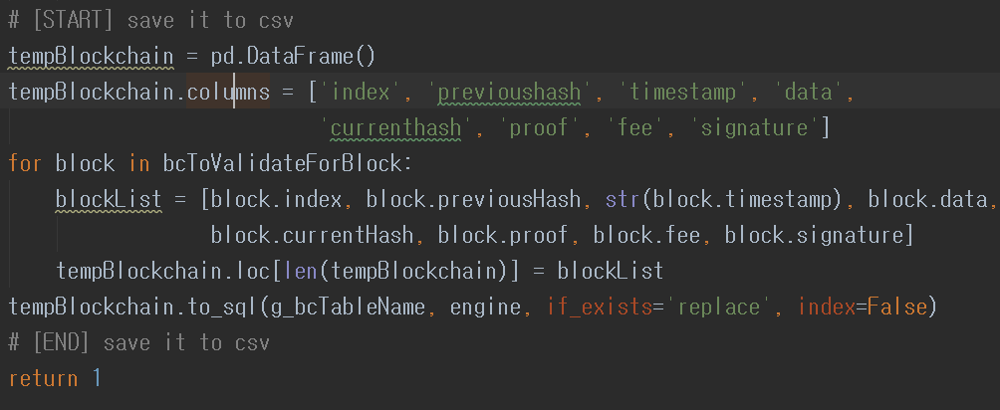 # [START] save it to csv
tempBlockchain = pd.DataFrame()
tempBlockchain.columns = ['index', 'previoushash', 'timestamp', 'data',
                          'currenthash', 'proof', 'fee', 'signature']
for block in bcToValidateForBlock:
    blockList = [block.index, block.previousHash, str(block.timestamp), block.data,
                 block.currentHash, block.proof, block.fee, block.signature]
    tempBlockchain.loc[len(tempBlockchain)] = blockList
tempBlockchain.to_sql(g_bcTableName, engine, if_exists='replace', index=False)
# [END] save it to csv
return 1